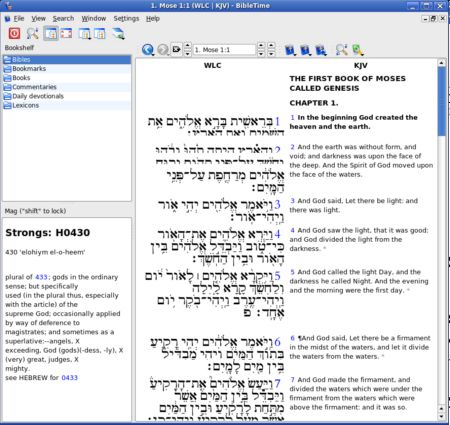 1. Mose 1:1 (WLC | KJV) - BibleTime
File View Search Window Settings Help
Bookshelf
Bibles
Bookmarks
Books
Commentaries
Daily devotionals
Lexicons
Mag ("shift" to lock)
Strongs: H0430
430 'elohiym el-o-heem'
plural of 433; gods in the ordinary
sense; but specifically
used (in the plural thus, especially
with the article) of the
supreme God; occasionally applied
by way of deference to
magistrates; and sometimes as a
superlative:--angels, X
exceeding, God (gods)(-dess, -ly), X
(very) great, judges, X
mighty.
see HEBREW for 0433
1. Mose 1:1
WLC
1 בְּרֵאשִׁית בָּרָא אֱלֹהִים אֵת
השמים ואת הארץ׃
2 והארץ היתה תהו ובהו
אֱלֹהִים מְרַחֶפֶת עַל־פְּנֵי
הַמָּיִם׃
3 וַיֹּאמֶר אֱלֹהִים יְהִי אוֹר
וַיְהִי־אוֹר׃
4 וַיַּרְא אֱלֹהִים אֶת־הָאוֹר
כִּי־טוֹב וַיַּבְדֵּל אֱלֹהִים בֵּין
הָאוֹר וּבֵין הַחֹשֶׁךְ׃
5 וַיִּקְרָא אֱלֹהִים ׀ לָאוֹר יוֹם
וְלַחֹשֶׁךְ קָרָא לָיְלָה
וַיְהִי־עֶרֶב וַיְהִי־בֹקֶר יוֹם
אֶחָד׃ פ
6 וַיֹּאמֶר אֱלֹהִים יְהִי רָקִיעַ
בְּתוֹךְ הַמָּיִם וִיהִי מַבְדִּיל
בֵּין מַיִם לָמָיִם׃
7 וַיַּעַשׂ אֱלֹהִים אֶת־הָרָקִיעַ
וַיַּבְדֵּל בֵּין הַמַּיִם אֲשֶׁר
מִתַּחַת לָרָקִיעַ וּבֵין הַמַּיִם
KJV
THE FIRST BOOK OF MOSES
CALLED GENESIS
CHAPTER 1.
1 In the beginning God created the
heaven and the earth.
2 And the earth was without form, and
void; and darkness was upon the face of
the deep. And the Spirit of God moved upon
the face of the waters.
3 And God said, Let there be light: and
there was light.
4 And God saw the light, that it was good:
and God divided the light from the
darkness.
5 And God called the light Day, and the
darkness he called Night. And the evening
and the morning were the first day.
6 ¶And God said, Let there be a firmament
in the midst of the waters, and let it divide
the waters from the waters.
7 And God made the firmament, and
divided the waters which were under the
firmament from the waters which were
above the firmament: and it was so.